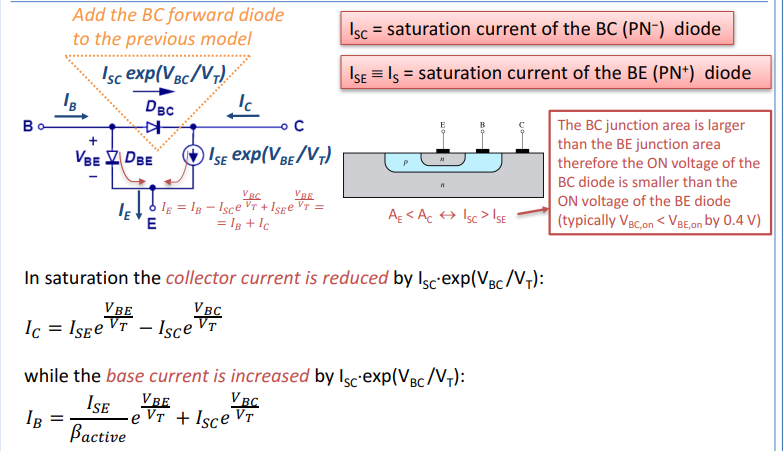 Add the BC forward diode
to the previous model
I_SC = saturation current of the BC (PN⁻) diode
I_SE ≡ I_S = saturation current of the BE (PN⁺) diode
I_SC exp(V_BC/V_T)
I_B
D_BC
I_C
B
C
+
V_BE
−
D_BE
I_SE exp(V_BE/V_T)
I_E
E
I_E = I_B − I_SC e^(V_BC/V_T) + I_SE e^(V_BE/V_T) =
= I_B + I_C
E B C
p
n
n
A_E < A_C ↔ I_SC > I_SE
The BC junction area is larger
than the BE junction area
therefore the ON voltage of the
BC diode is smaller than the
ON voltage of the BE diode
(typically V_BC,on < V_BE,on by 0.4 V)
In saturation the collector current is reduced by I_SC·exp(V_BC/V_T):
I_C = I_SE e^(V_BE/V_T) − I_SC e^(V_BC/V_T)
while the base current is increased by I_SC·exp(V_BC/V_T):
I_B = I_SE/β_active e^(V_BE/V_T) + I_SC e^(V_BC/V_T)